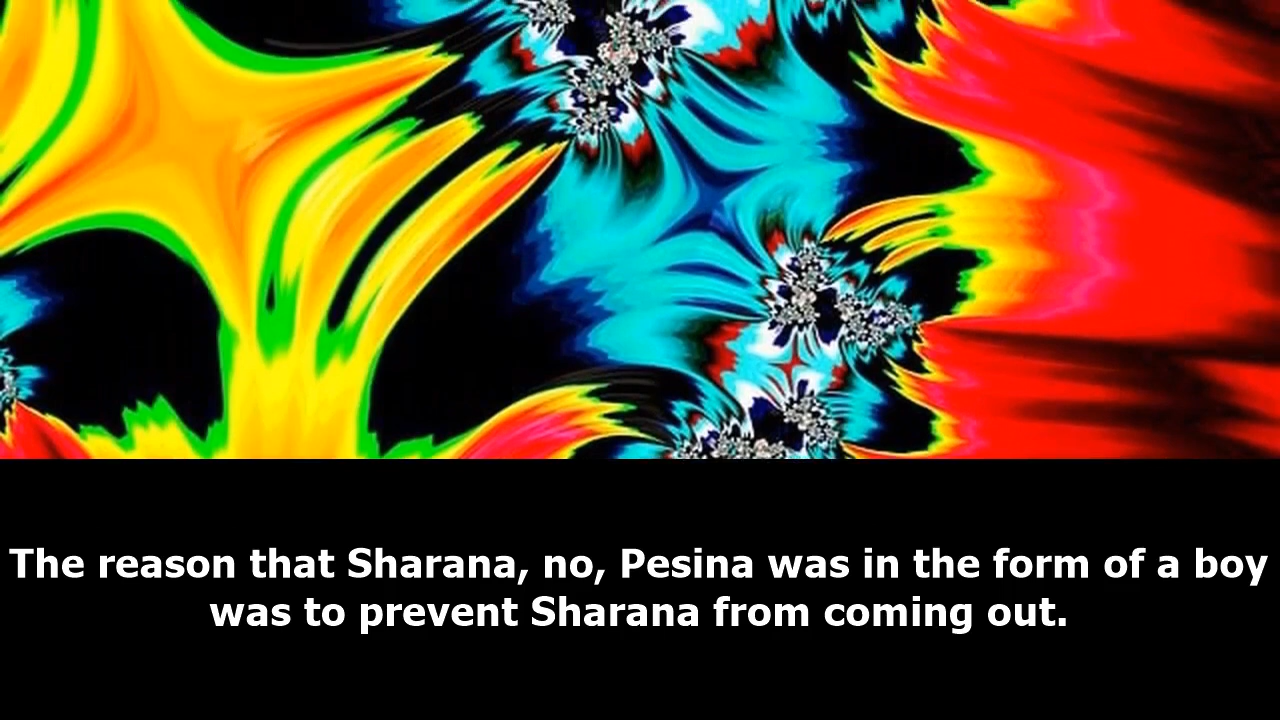 The reason that Sharana, no, Pesina was in the form of a boy
was to prevent Sharana from coming out.